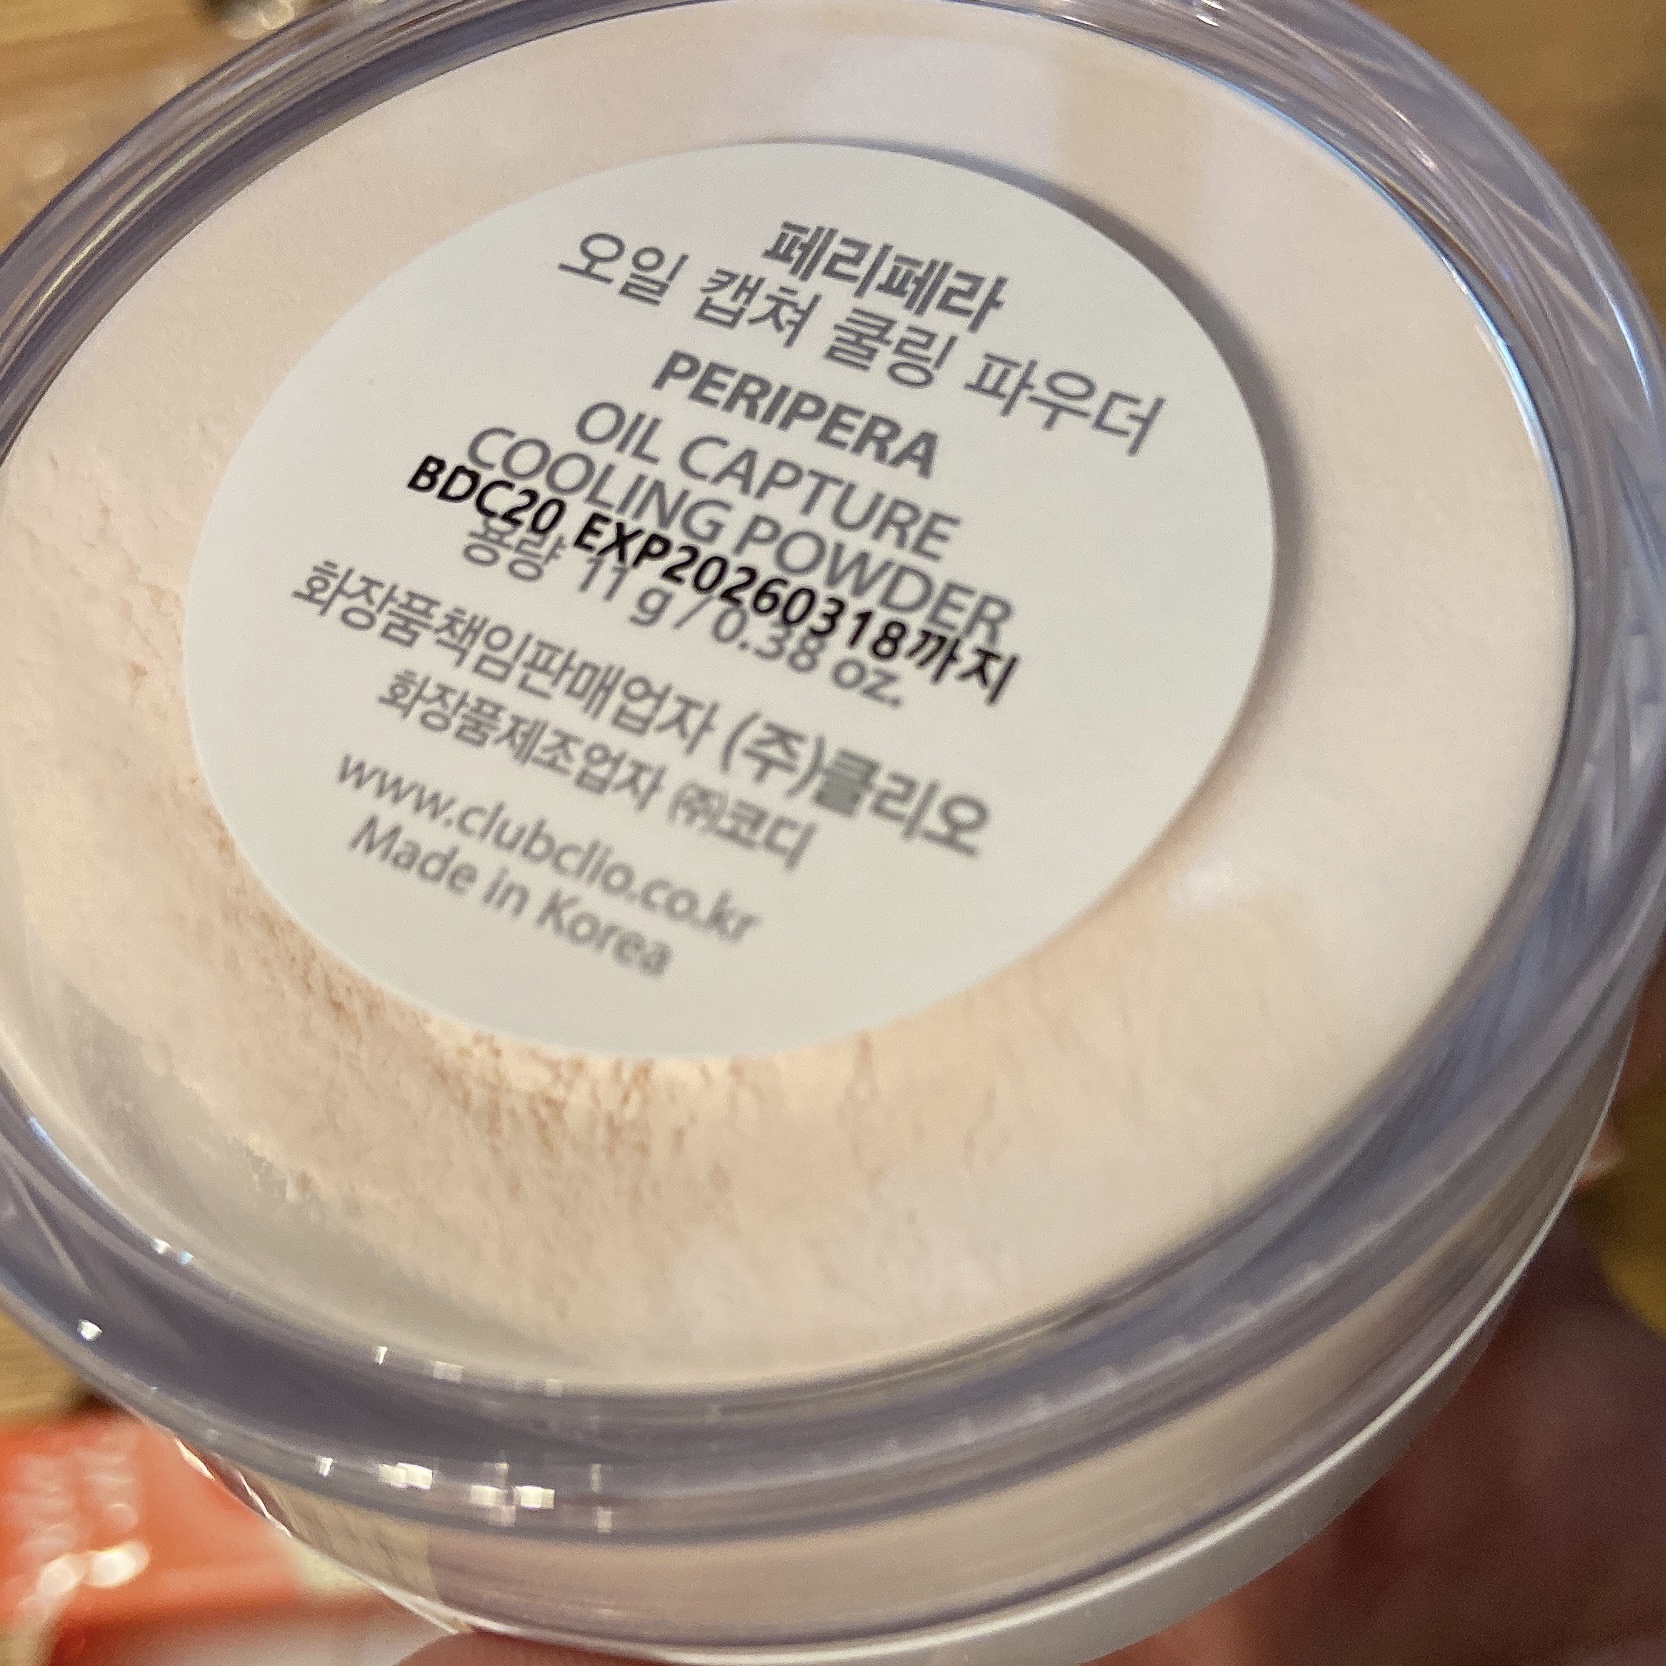 페리페라
오일 캡쳐 쿨링 파우더
PERIPERA
OIL CAPTURE
COOLING POWDER
BDC20 EXP20260318까지
용량 11 g / 0.38 oz.
화장품책임판매업자 (주)클리오
화장품제조업자 ㈜코디
www.clubclio.co.kr
Made in Korea